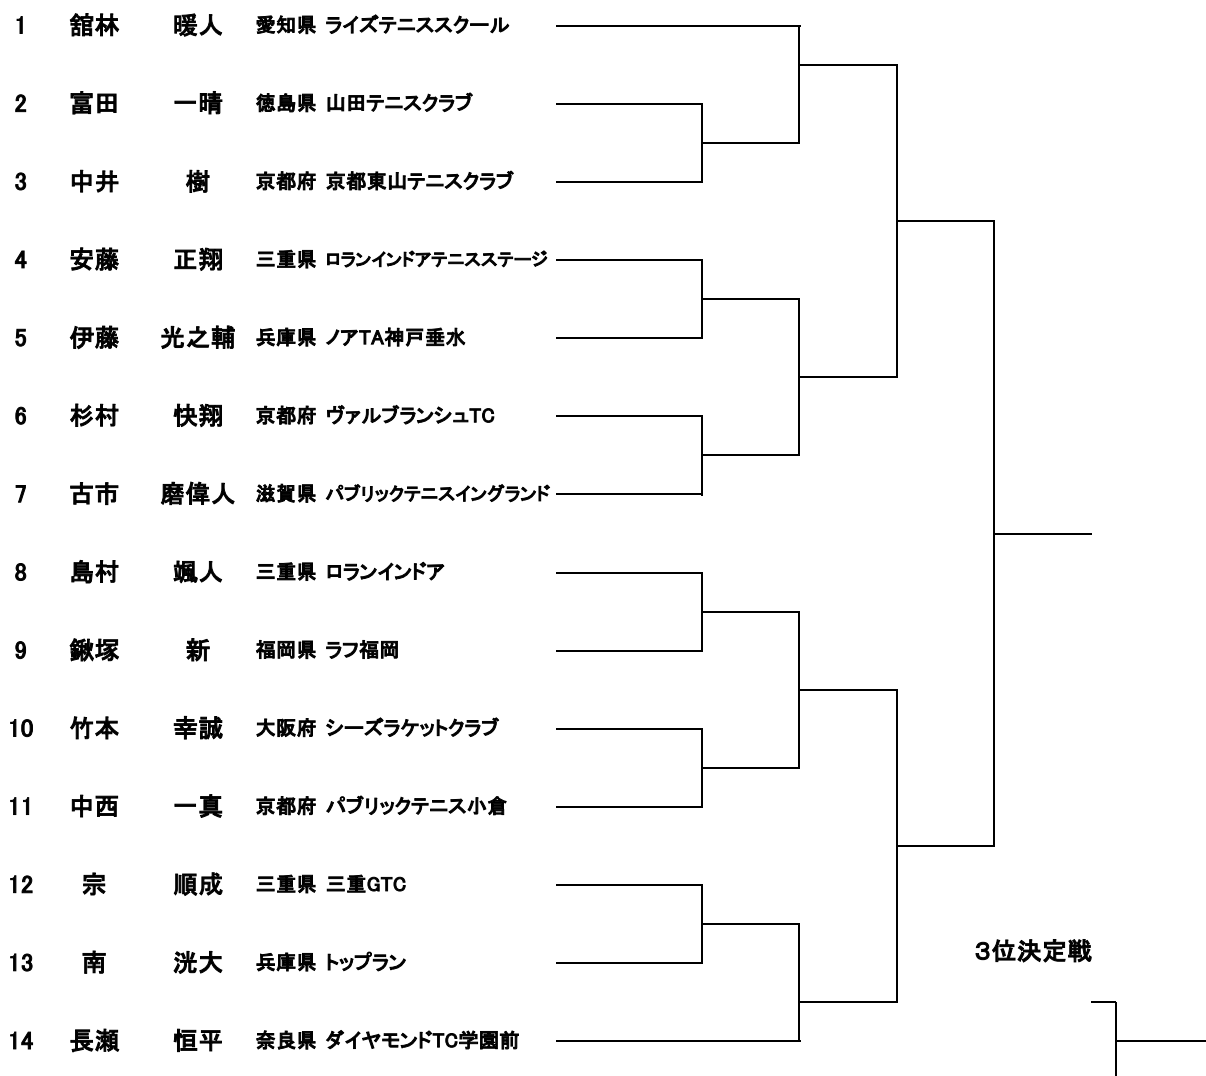 1 舘林 暖人 愛知県 ライズテニススクール
2 富田 一晴 徳島県 山田テニスクラブ
3 中井 樹 京都府 京都東山テニスクラブ
4 安藤 正翔 三重県 ロランインドアテニスステージ
5 伊藤 光之輔 兵庫県 ノアTA神戸垂水
6 杉村 快翔 京都府 ヴァルブランシュTC
7 古市 磨偉人 滋賀県 パブリックテニスイングランド
8 島村 颯人 三重県 ロランインドア
9 鍬塚 新 福岡県 ラフ福岡
10 竹本 幸誠 大阪府 シーズラケットクラブ
11 中西 一真 京都府 パブリックテニス小倉
12 宗 順成 三重県 三重GTC
13 南 洸大 兵庫県 トップラン
3位決定戦
14 長瀬 恒平 奈良県 ダイヤモンドTC学園前